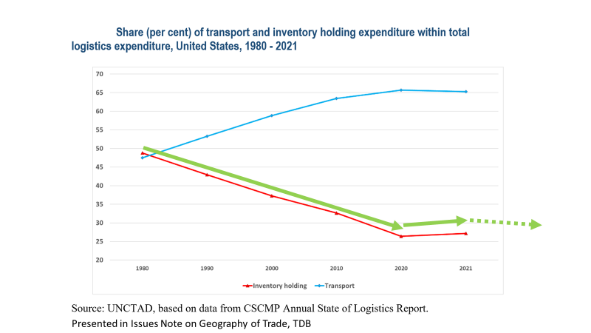 Share (per cent) of transport and inventory holding expenditure within total
logistics expenditure, United States, 1980 - 2021
70
65
60
55
50
45
40
35
30
25
20
1980 1990 2000 2010 2020 2021
Inventory holding Transport
Source: UNCTAD, based on data from CSCMP Annual State of Logistics Report.
Presented in Issues Note on Geography of Trade, TDB